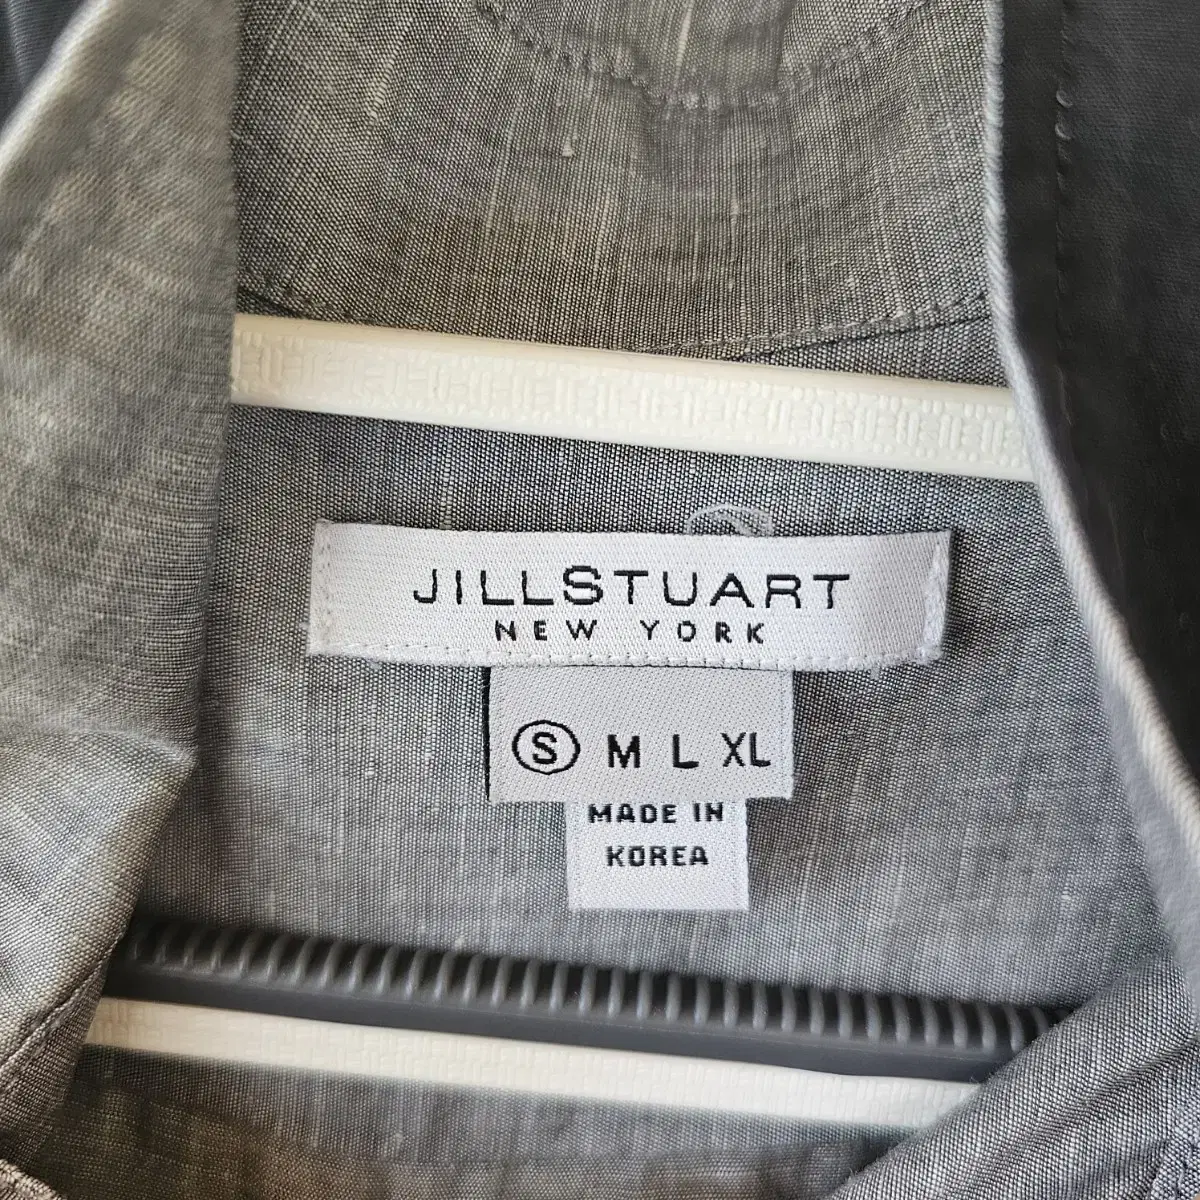 JILLSTUART
NEW YORK
S M L XL
MADE IN
KOREA